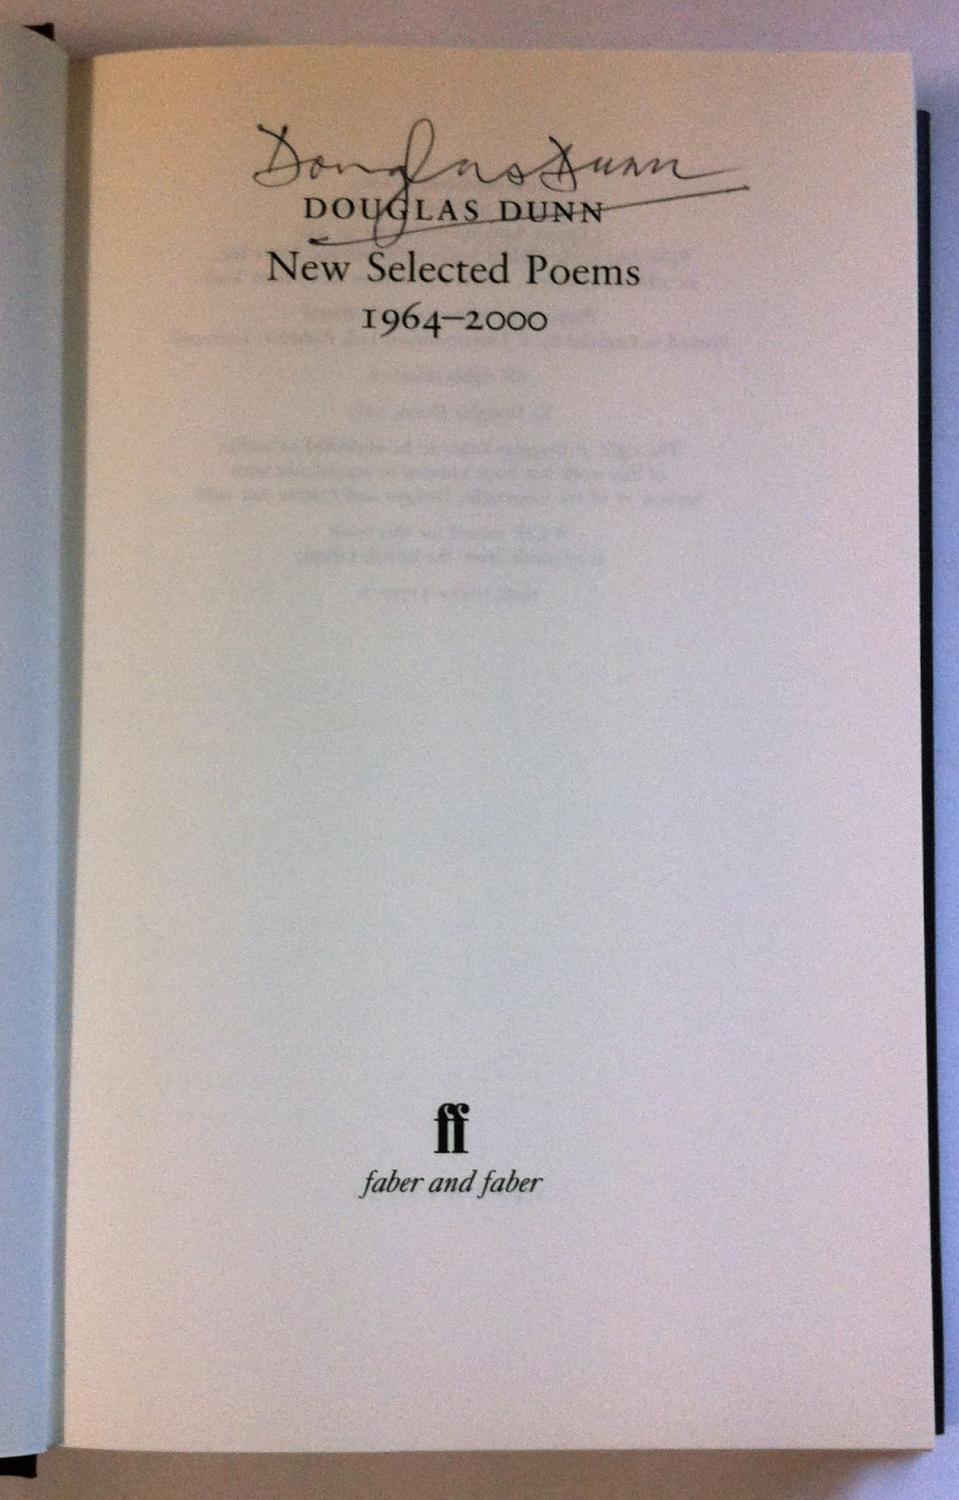 Douglas Dunn
DOUGLAS DUNN
New Selected Poems
1964–2000
ff
faber and faber